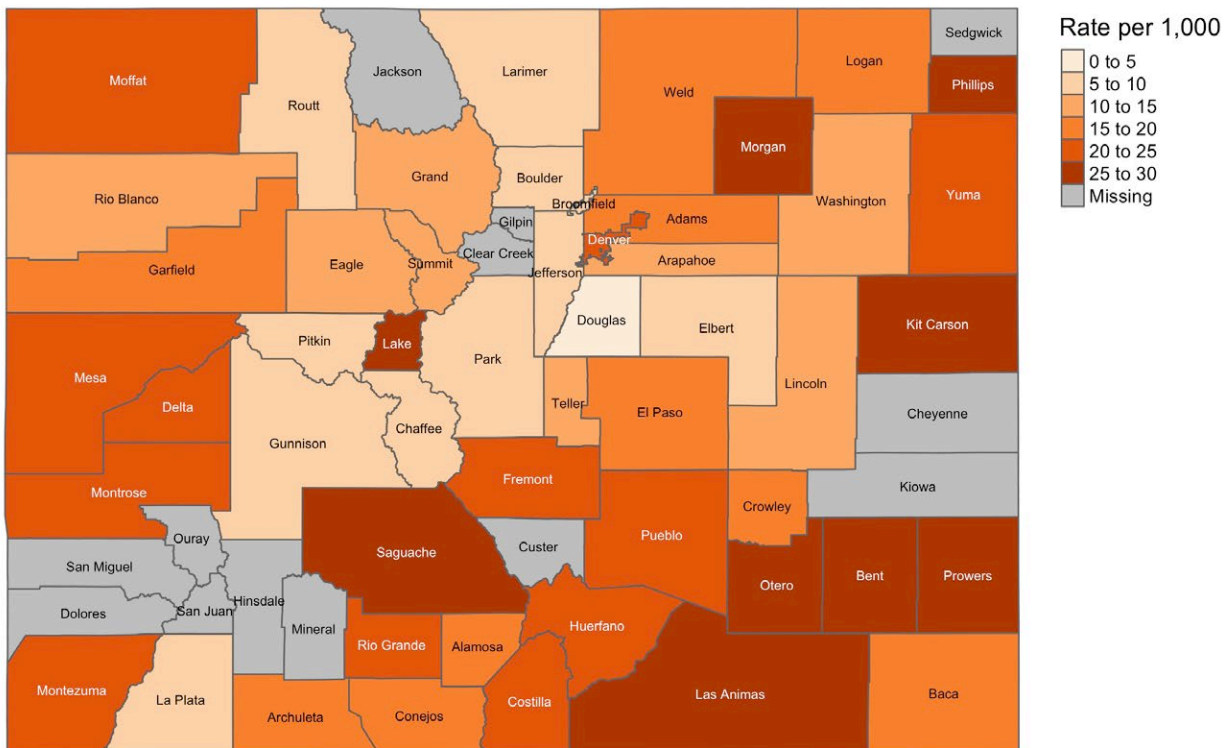 Rate per 1,000
0 to 5
5 to 10
10 to 15
15 to 20
20 to 25
25 to 30
Missing
Sedgwick
Logan
Jackson
Larimer
Moffat
Phillips
Weld
Routt
Morgan
Grand
Boulder
Yuma
Rio Blanco
Washington
Broomfield
Adams
Gilpin
Denver
Clear Creek
Arapahoe
Eagle
Summit
Garfield
Jefferson
Douglas
Kit Carson
Elbert
Pitkin
Lake
Park
Mesa
Lincoln
Teller
Delta
El Paso
Cheyenne
Chaffee
Gunnison
Fremont
Kiowa
Montrose
Crowley
Pueblo
Ouray
Custer
Saguache
San Miguel
Otero
Bent
Prowers
Hinsdale
San Juan
Dolores
Mineral
Huerfano
Rio Grande
Alamosa
Montezuma
La Plata
Costilla
Las Animas
Baca
Archuleta
Conejos